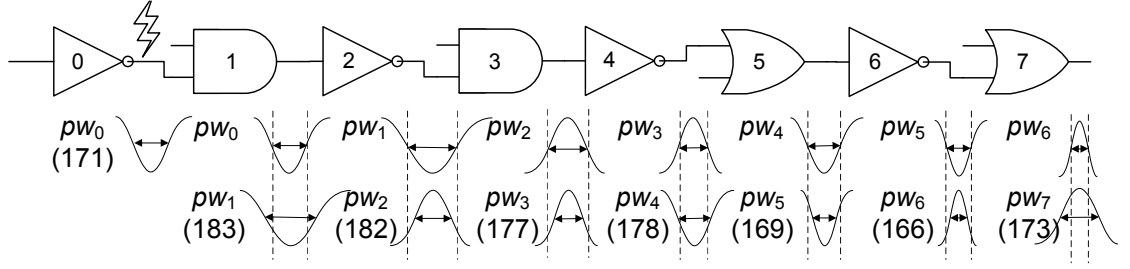 0 1 2 3 4 5 6 7
pw0 pw0 pw1 pw2 pw3 pw4 pw5 pw6
(171)
pw1 pw2 pw3 pw4 pw5 pw6 pw7
(183) (182) (177) (178) (169) (166) (173)